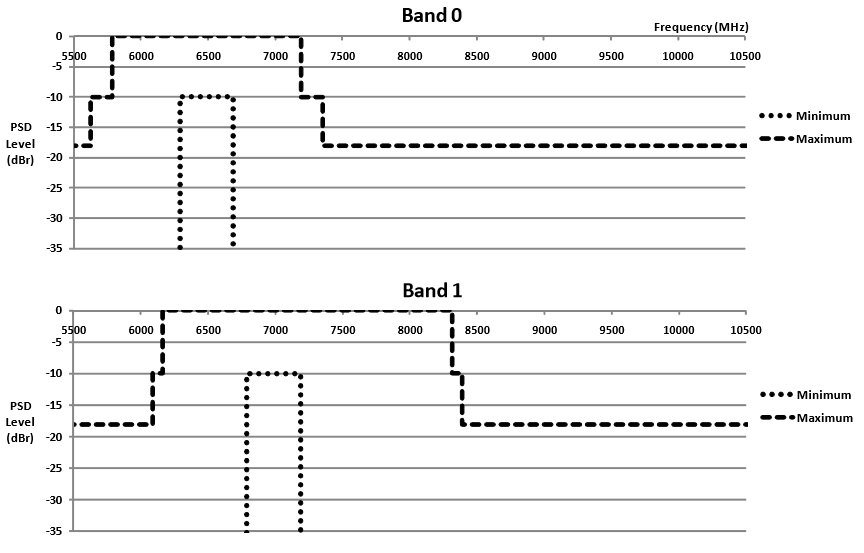 Band 0
Frequency (MHz)
0
5500 6000 6500 7000 7500 8000 8500 9000 9500 10000 10500
-5
-10
-15
-20
-25
-30
-35
PSD
Level
(dBr)
Minimum
Maximum
Band 1
0
5500 6000 6500 7000 7500 8000 8500 9000 9500 10000 10500
-5
-10
-15
-20
-25
-30
-35
PSD
Level
(dBr)
Minimum
Maximum